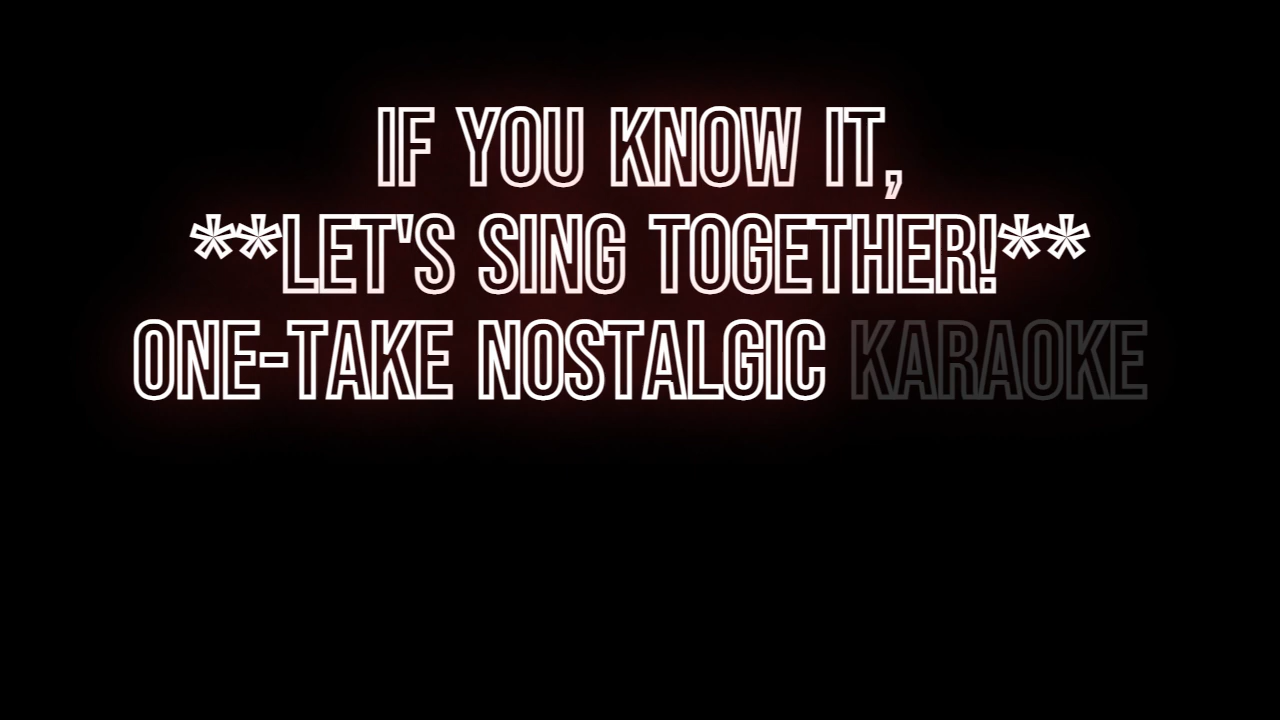 IF YOU KNOW IT,
**LET'S SING TOGETHER!**
ONE-TAKE NOSTALGIC KARAOKE